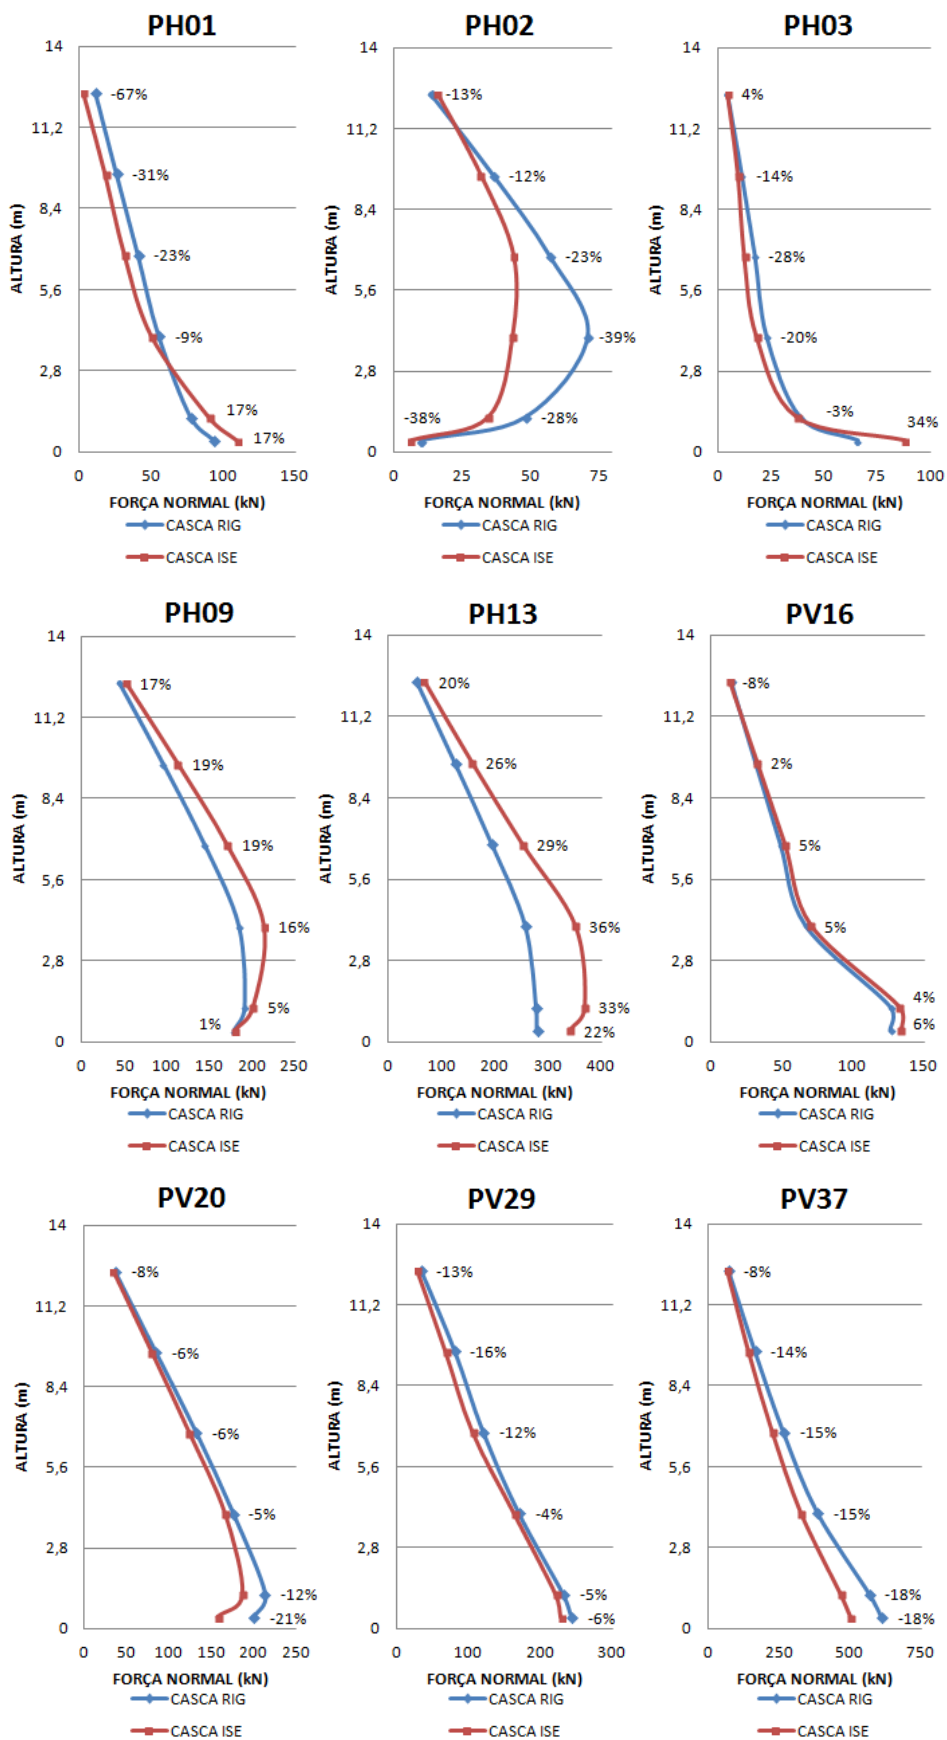 PH01
14
11,2
8,4
5,6
2,8
0
ALTURA (m)
-67%
-31%
-23%
-9%
17%
17%
0 50 100 150
FORÇA NORMAL (kN)
CASCA RIG
CASCA ISE
PH02
14
11,2
8,4
5,6
2,8
0
ALTURA (m)
-13%
-12%
-23%
-39%
-28%
-38%
0 25 50 75
FORÇA NORMAL (kN)
CASCA RIG
CASCA ISE
PH03
14
11,2
8,4
5,6
2,8
0
ALTURA (m)
4%
-14%
-28%
-20%
-3%
34%
0 25 50 75 100
FORÇA NORMAL (kN)
CASCA RIG
CASCA ISE
PH09
14
11,2
8,4
5,6
2,8
0
ALTURA (m)
17%
19%
19%
16%
5%
1%
0 50 100 150 200 250
FORÇA NORMAL (kN)
CASCA RIG
CASCA ISE
PH13
14
11,2
8,4
5,6
2,8
0
ALTURA (m)
20%
26%
29%
36%
33%
22%
0 100 200 300 400
FORÇA NORMAL (kN)
CASCA RIG
CASCA ISE
PV16
14
11,2
8,4
5,6
2,8
0
ALTURA (m)
-8%
2%
5%
5%
4%
6%
0 50 100 150
FORÇA NORMAL (kN)
CASCA RIG
CASCA ISE
PV20
14
11,2
8,4
5,6
2,8
0
ALTURA (m)
-8%
-6%
-6%
-5%
-12%
-21%
0 50 100 150 200 250
FORÇA NORMAL (kN)
CASCA RIG
CASCA ISE
PV29
14
11,2
8,4
5,6
2,8
0
ALTURA (m)
-13%
-16%
-12%
-4%
-5%
-6%
0 100 200 300
FORÇA NORMAL (kN)
CASCA RIG
CASCA ISE
PV37
14
11,2
8,4
5,6
2,8
0
ALTURA (m)
-8%
-14%
-15%
-15%
-18%
-18%
0 250 500 750
FORÇA NORMAL (kN)
CASCA RIG
CASCA ISE